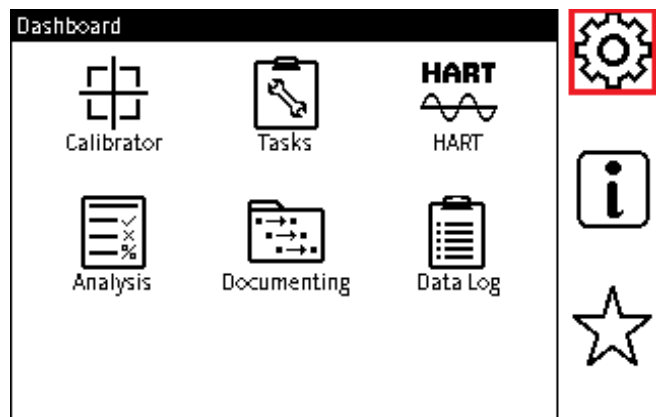 Dashboard
HART
Calibrator Tasks HART
% 
Analysis Documenting Data Log
i